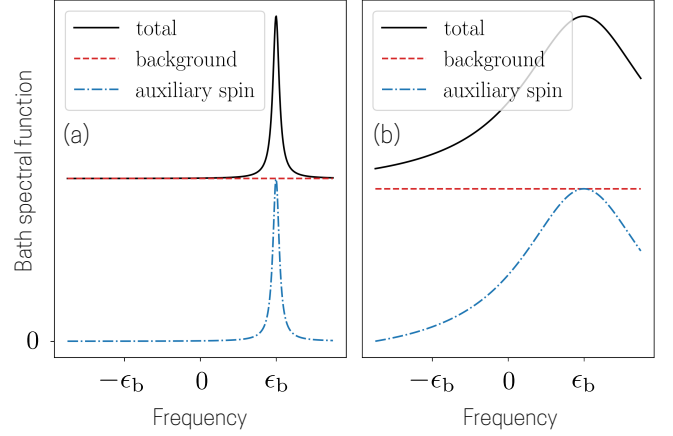 total
background
auxiliary spin
(a)
Bath spectral function
0
−ϵb 0 ϵb
Frequency
total
background
auxiliary spin
(b)
−ϵb 0 ϵb
Frequency